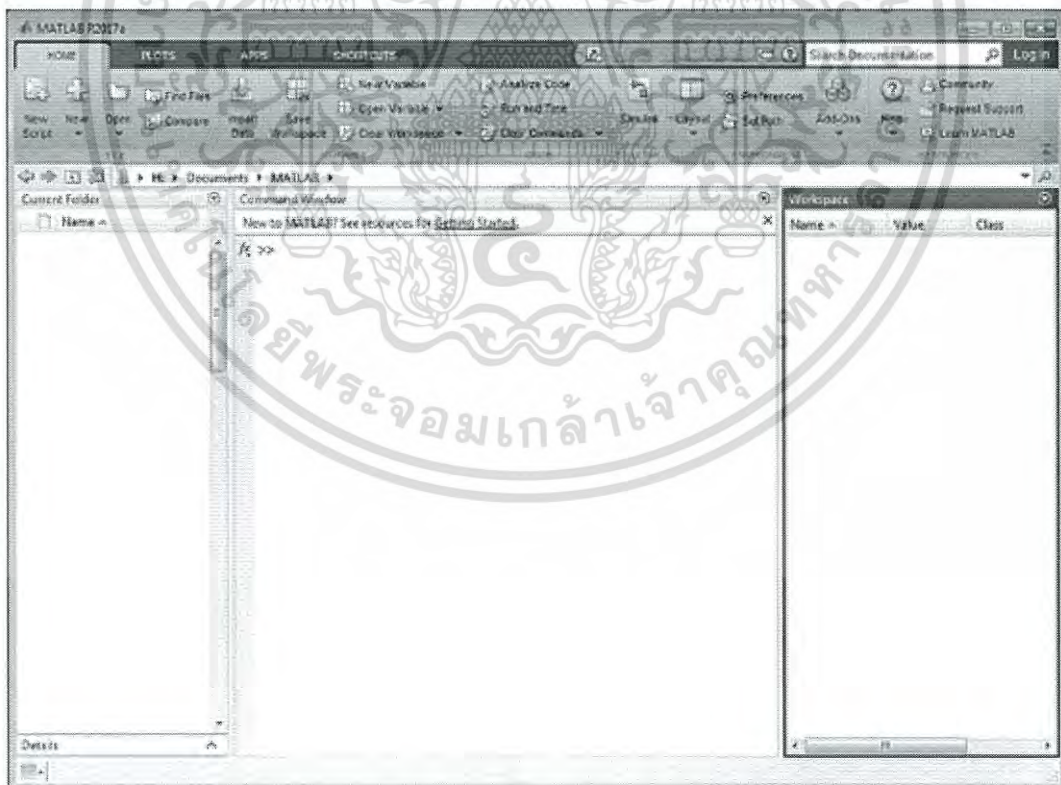 MATLAB R2017a
HOME PLOTS APPS SHORTCUTS Search Documentation Log In
New Script New Open Find Files Compare Import Data Save Workspace New Variable Open Variable Clear Workspace Analyze Code Run and Time Clear Commands Simulink Layout Preferences Set Path Add-Ons Help Community Request Support Learn MATLAB
Documents MATLAB
Current Folder
Name
Command Window
New to MATLAB? See resources for Getting Started.
fx >>
Workspace
Name Value Class
Details
พระจอมเกล้าเจ้าคุณทหาร